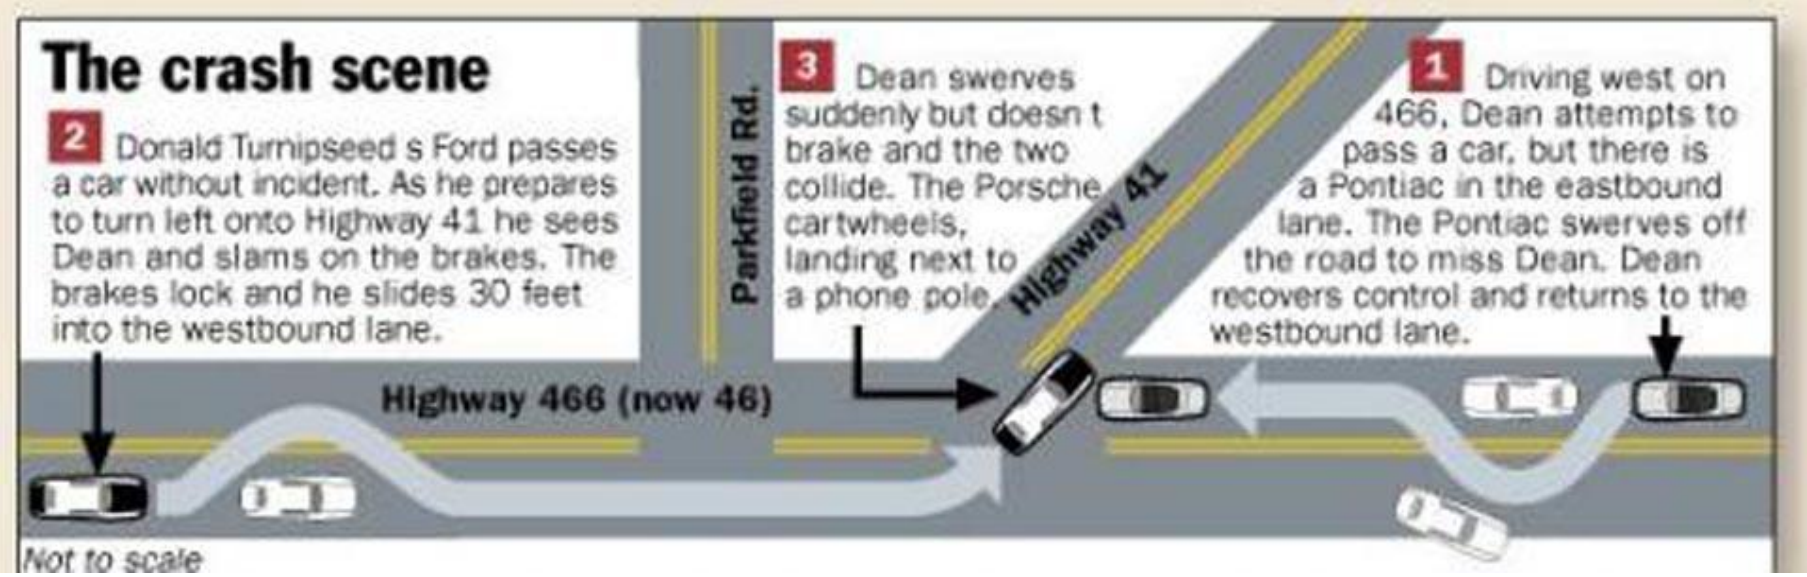 The crash scene
2 Donald Turnipseed s Ford passes
a car without incident. As he prepares
to turn left onto Highway 41 he sees
Dean and slams on the brakes. The
brakes lock and he slides 30 feet
into the westbound lane.
Parkfield Rd.
3 Dean swerves
suddenly but doesn t
brake and the two
collide. The Porsche
cartwheels,
landing next to
a phone pole.
Highway 41
1 Driving west on
466, Dean attempts to
pass a car, but there is
a Pontiac in the eastbound
lane. The Pontiac swerves off
the road to miss Dean. Dean
recovers control and returns to the
westbound lane.
Highway 466 (now 46)
Not to scale